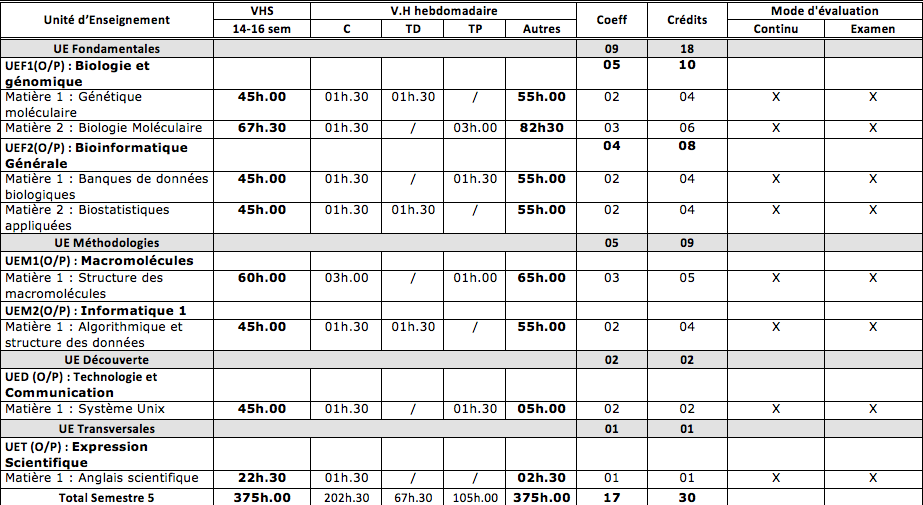 Unité d'Enseignement VHS V.H hebdomadaire Coeff Crédits Mode d'évaluation
14-16 sem C TD TP Autres Continu Examen
UE Fondamentales 09 18
UEF1(O/P) : Biologie et 05 10
génomique
Matière 1 : Génétique 45h.00 01h.30 01h.30 / 55h.00 02 04 X X
moléculaire
Matière 2 : Biologie Moléculaire 67h.30 01h.30 / 03h.00 82h30 03 06 X X
UEF2(O/P) : Bioinformatique 04 08
Générale
Matière 1 : Banques de données 45h.00 01h.30 / 01h.30 55h.00 02 04 X X
biologiques
Matière 2 : Biostatistiques 45h.00 01h.30 01h.30 / 55h.00 02 04 X X
appliquées
UE Méthodologies 05 09
UEM1(O/P) : Macromolécules
Matière 1 : Structure des 60h.00 03h.00 / 01h.00 65h.00 03 05 X X
macromolécules
UEM2(O/P) : Informatique 1
Matière 1 : Algorithmique et 45h.00 01h.30 01h.30 / 55h.00 02 04 X X
structure des données
UE Découverte 02 02
UED (O/P) : Technologie et
Communication
Matière 1 : Système Unix 45h.00 01h.30 / 01h.30 05h.00 02 02 X X
UE Transversales 01 01
UET (O/P) : Expression
Scientifique
Matière 1 : Anglais scientifique 22h.30 01h.30 / / 02h.30 01 01 X X
Total Semestre 5 375h.00 202h.30 67h.30 105h.00 375h.00 17 30